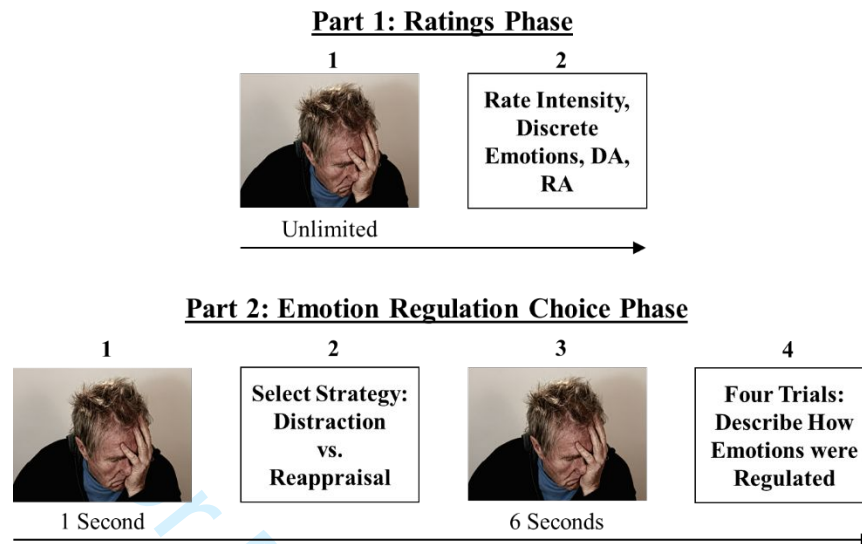 Part 1: Ratings Phase
1
2
Rate Intensity,
Discrete
Emotions, DA,
RA
Unlimited
Part 2: Emotion Regulation Choice Phase
1
2
3
4
Select Strategy:
Distraction
vs.
Reappraisal
Four Trials:
Describe How
Emotions were
Regulated
1 Second
6 Seconds